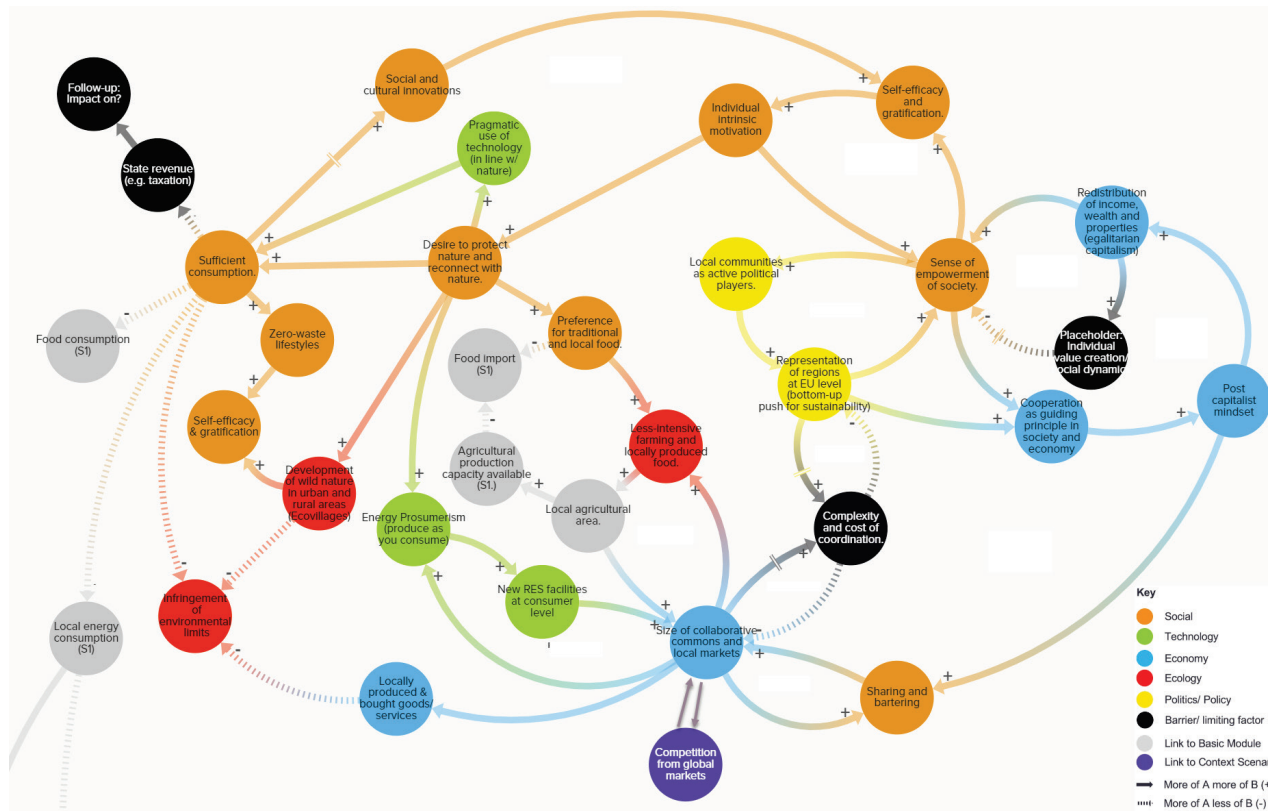 Follow-up:
Impact on?
State revenue
(e.g. taxation)
Social and
cultural innovations
Pragmatic
use of
technology
(in line w/
nature)
Individual
intrinsic
motivation
Self-efficacy
and
gratification.
Redistribution
of income,
wealth and
properties
(egalitarian
capitalism)
Sufficient
consumption.
Desire to protect
nature and
reconnect with
nature.
Local communities
as active political
players.
Sense of
empowerment
of society.
Food consumption
(S1)
Zero-waste
lifestyles
Preference
for traditional
and local food.
Food import
(S1)
Representation
of regions
at EU level
(bottom-up
push for sustainability)
Placeholder:
Individual
value creation/
social dynamic
Self-efficacy
& gratification
Less-intensive
farming and
locally produced
food.
Cooperation
as guiding
principle in
society and
economy
Post
capitalist
mindset
Agricultural
production
capacity available
(S1.)
Development
of wild nature
in urban and
rural areas
(Ecovillages)
Local agricultural
area.
Energy Prosumerism
(produce as
you consume)
Complexity
and cost of
coordination.
New RES facilities
at consumer
level
Infringement
of
environmental
limits
Local energy
consumption
(S1)
Size of collaborative
commons and
local markets
Locally
produced &
bought goods/
services
Sharing and
bartering
Competition
from global
markets
Key
Social
Technology
Economy
Ecology
Politics/ Policy
Barrier/ limiting factor
Link to Basic Module
Link to Context Scenar
More of A more of B (+
More of A less of B (-)